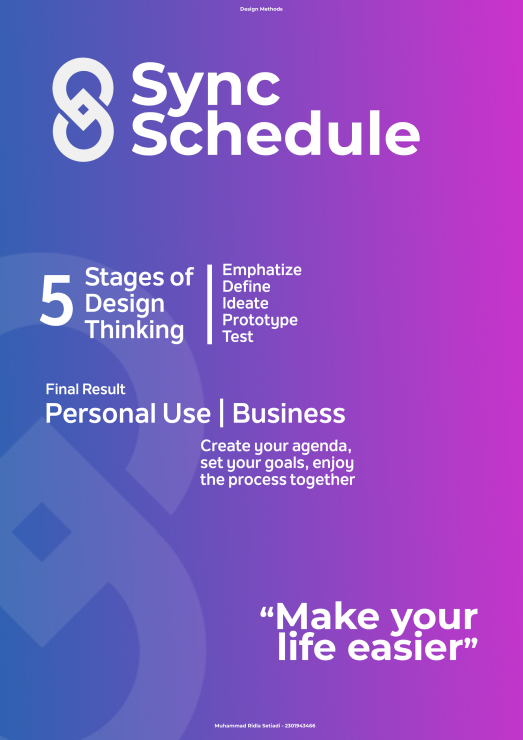 Design Methods
Sync
Schedule
5
Stages of
Design
Thinking
Emphatize
Define
Ideate
Prototype
Test
Final Result
Personal Use | Business
Create your agenda,
set your goals, enjoy
the process together
“Make your
life easier”
Muhammad Ridis Setiadi - 2301943466